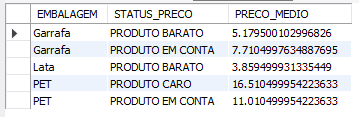 EMBALAGEM STATUS_PRECO PRECO_MEDIO
Garrafa PRODUTO BARATO 5.179500102996826
Garrafa PRODUTO EM CONTA 7.7104997634887695
Lata PRODUTO BARATO 3.859499931335449
PET PRODUTO CARO 16.510499954223633
PET PRODUTO EM CONTA 11.010499954223633